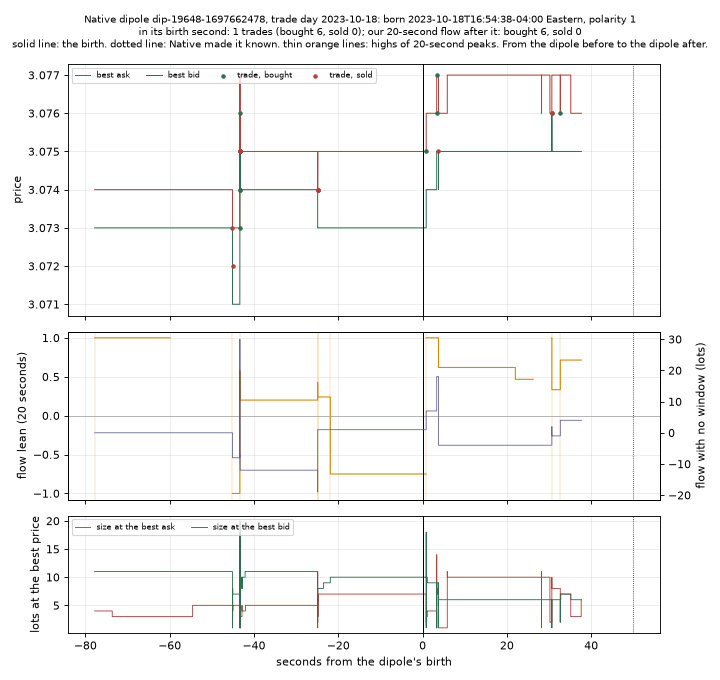 Native dipole dip-19648-1697662478, trade day 2023-10-18: born 2023-10-18T16:54:38-04:00 Eastern, polarity 1
in its birth second: 1 trades (bought 6, sold 0); our 20-second flow after it: bought 6, sold 0
solid line: the birth. dotted line: Native made it known. thin orange lines: highs of 20-second peaks. From the dipole before to the dipole after.
best ask
best bid
trade, bought
trade, sold
3.077
3.076
3.075
3.074
3.073
3.072
3.071
price
1.0
0.5
0.0
−0.5
−1.0
flow lean (20 seconds)
30
20
10
0
−10
−20
flow with no window (lots)
size at the best ask
size at the best bid
20
15
10
5
lots at the best price
−80
−60
−40
−20
0
20
40
seconds from the dipole's birth